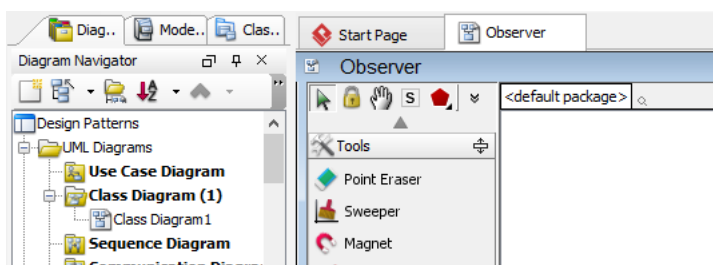 Diag..
Mode..
Clas..
Start Page
Observer
Diagram Navigator
Observer
S
<default package>
Design Patterns
UML Diagrams
Use Case Diagram
Class Diagram (1)
Class Diagram1
Sequence Diagram
Tools
Point Eraser
Sweeper
Magnet